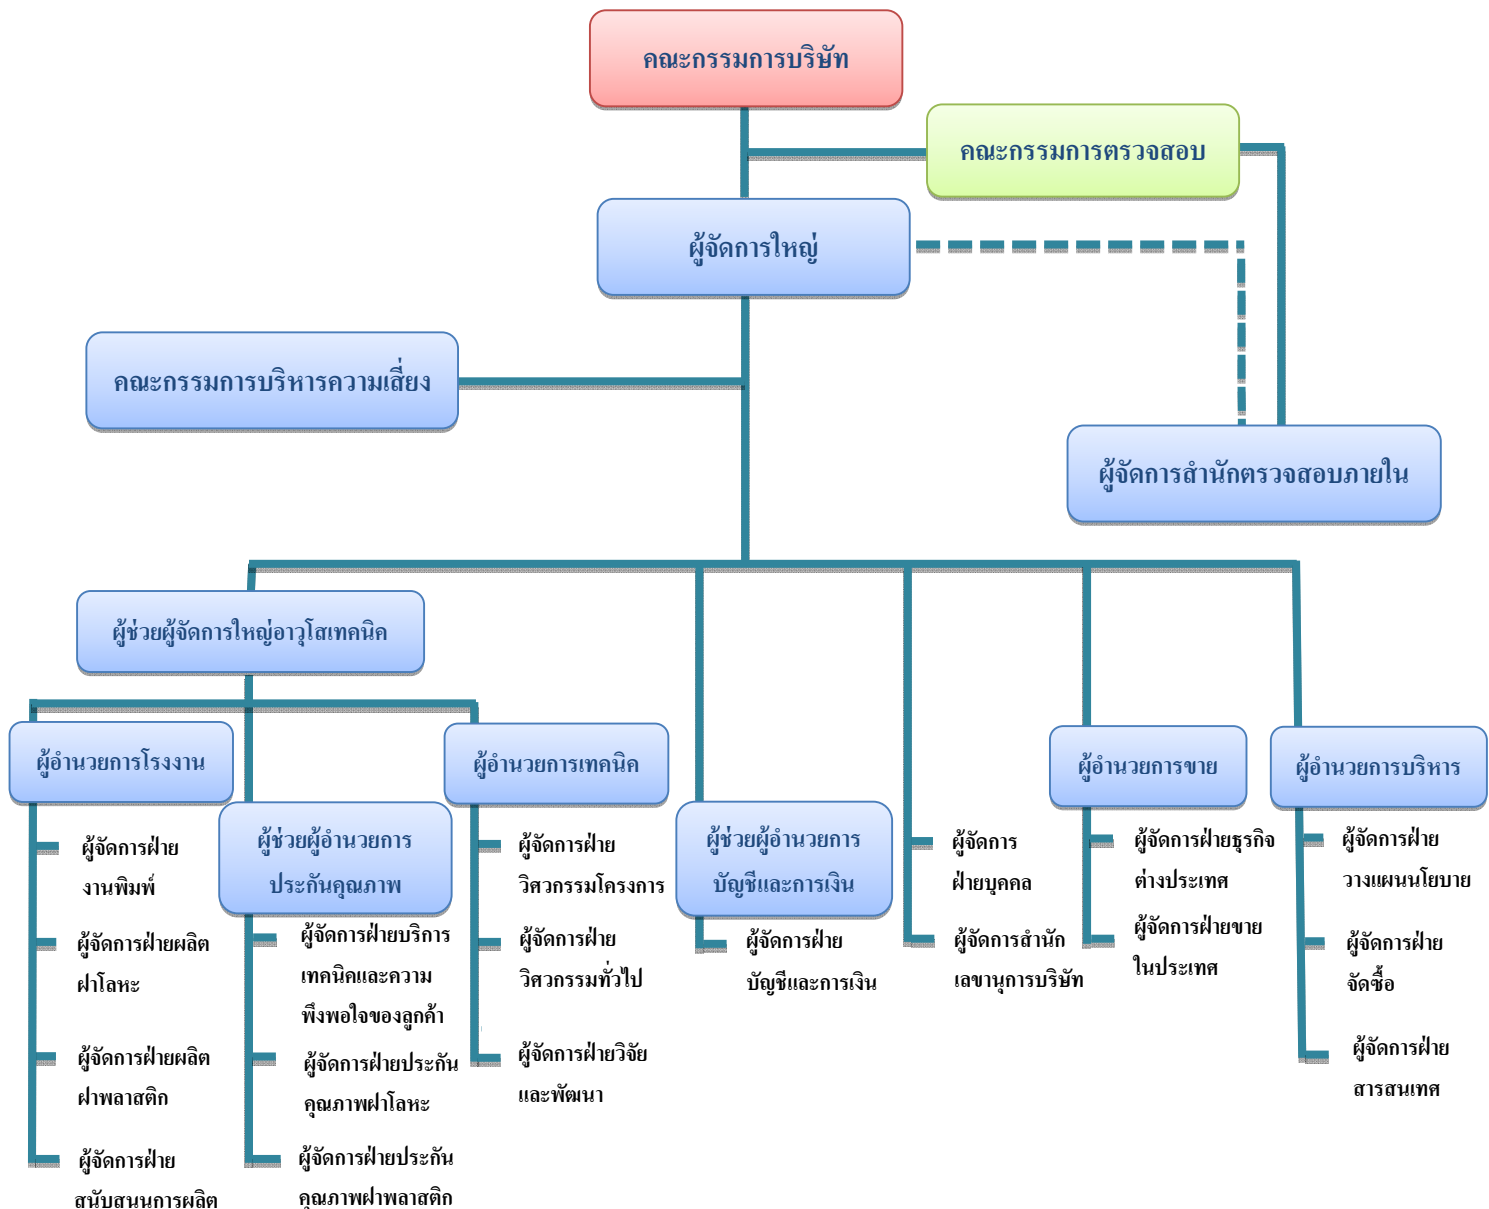 คณะกรรมการบริษัท
คณะกรรมการตรวจสอบ
ผู้จัดการใหญ่
คณะกรรมการบริหารความเสี่ยง
ผู้จัดการสำนักตรวจสอบภายใน
ผู้ช่วยผู้จัดการใหญ่อาวุโสเทคนิค
ผู้อำนวยการโรงงาน
ผู้จัดการฝ่าย
งานพิมพ์
ผู้จัดการฝ่ายผลิต
ฝาโลหะ
ผู้จัดการฝ่ายผลิต
ฝาพลาสติก
ผู้จัดการฝ่าย
สนับสนุนการผลิต
ผู้ช่วยผู้อำนวยการ
ประกันคุณภาพ
ผู้จัดการฝ่ายบริการ
เทคนิคและความ
พึงพอใจของลูกค้า
ผู้จัดการฝ่ายประกัน
คุณภาพฝาโลหะ
ผู้จัดการฝ่ายประกัน
คุณภาพฝาพลาสติก
ผู้อำนวยการเทคนิค
ผู้จัดการฝ่าย
วิศวกรรมโครงการ
ผู้จัดการฝ่าย
วิศวกรรมทั่วไป
ผู้จัดการฝ่ายวิจัย
และพัฒนา
ผู้ช่วยผู้อำนวยการ
บัญชีและการเงิน
ผู้จัดการฝ่าย
บัญชีและการเงิน
ผู้จัดการ
ฝ่ายบุคคล
ผู้จัดการสำนัก
เลขานุการบริษัท
ผู้อำนวยการขาย
ผู้จัดการฝ่ายธุรกิจ
ต่างประเทศ
ผู้จัดการฝ่ายขาย
ในประเทศ
ผู้อำนวยการบริหาร
ผู้จัดการฝ่าย
วางแผนนโยบาย
ผู้จัดการฝ่าย
จัดซื้อ
ผู้จัดการฝ่าย
สารสนเทศ